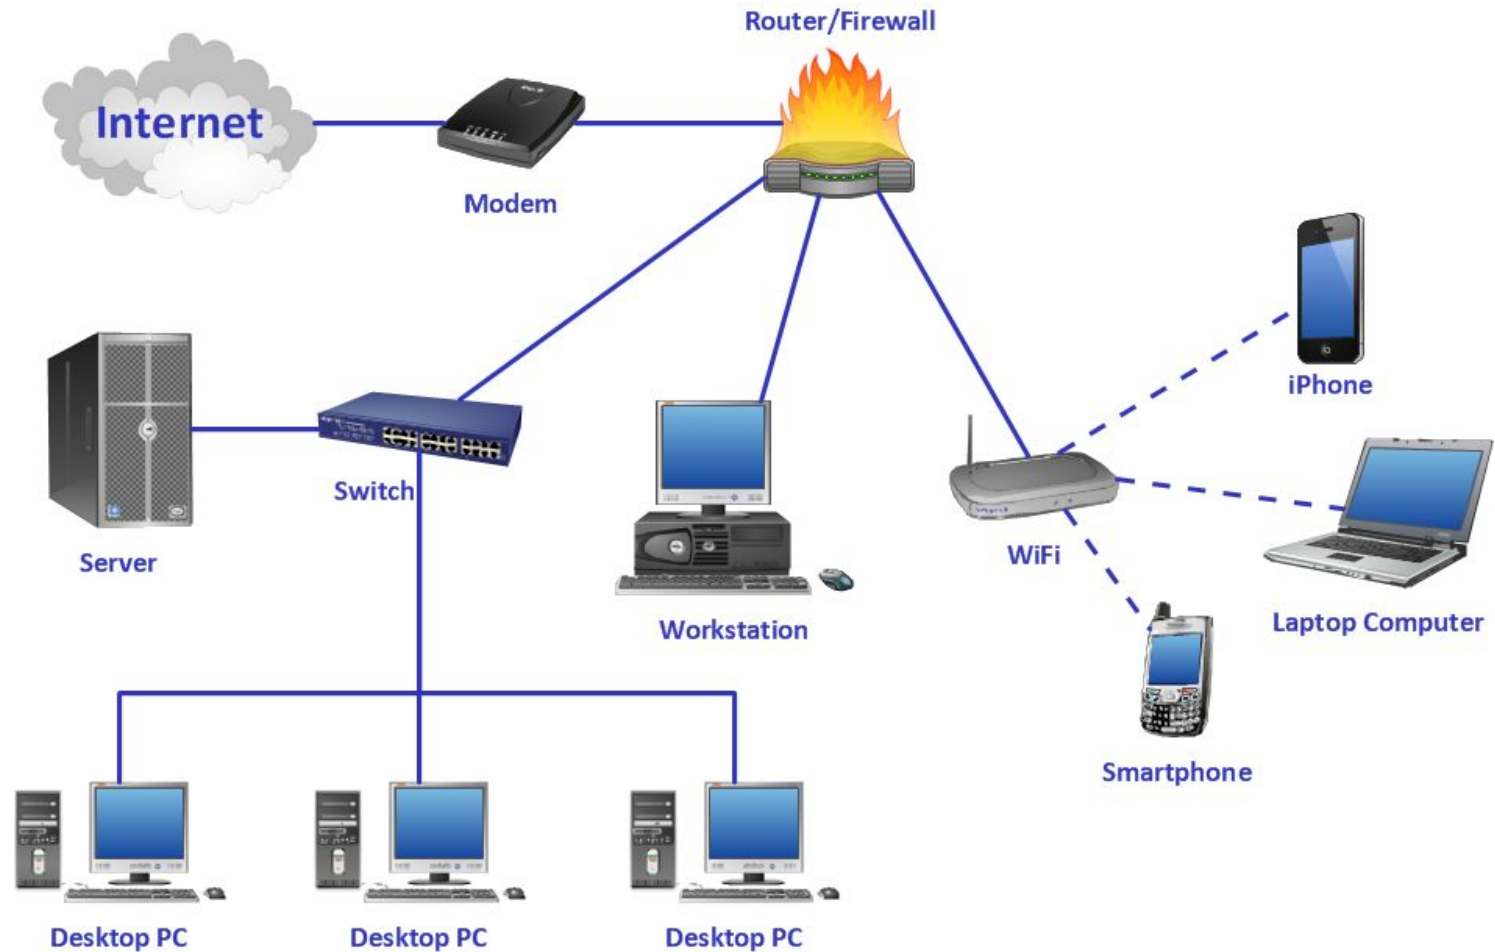 Router/Firewall
Internet
Modem
iPhone
Switch
Server
WiFi
Workstation
Laptop Computer
Smartphone
Desktop PC
Desktop PC
Desktop PC